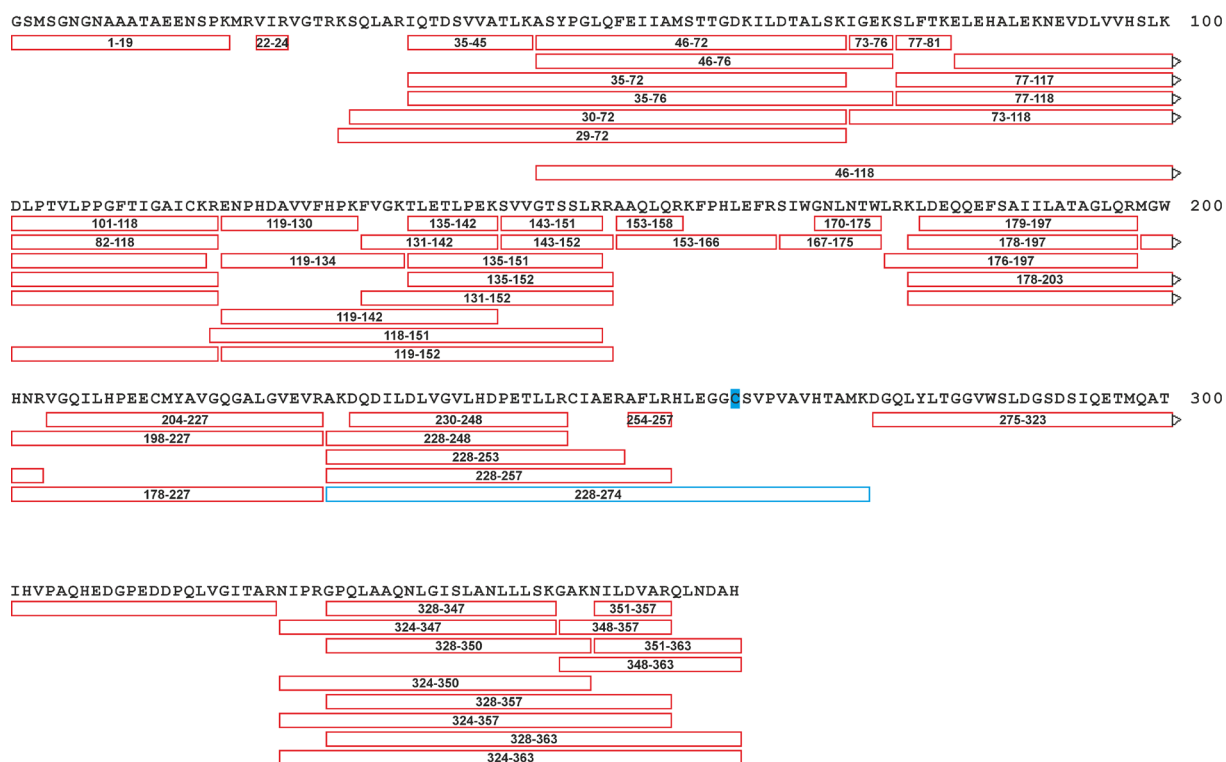 GSMSGNGNAAATAEENSPKMRVIRVGTRKSQLARIQTDSVVATLKASYPGLQFEIIAMSTTGDKILDTALSKIGEKSLFTKELEHALEKNEVDLVVHSLK 100
1-19 22-24 35-45 46-72 73-76 77-81
46-76
35-72 77-117
35-76 77-118
30-72 73-118
29-72
46-118
DLPTVLPPGFTIGAICKRENPHDAVVFHPKFVGKTLETLPEKSVVGTSSLRRAAQLQRKFPHLEFRSIWGNLNTWLRKLDEQQEFSAIILATAGLQRMGW 200
101-118 119-130 135-142 143-151 153-158 170-175 179-197
82-118 131-142 143-152 153-166 167-175 178-197
119-134 135-151 176-197
135-152 178-203
131-152
119-142
118-151
119-152
HNRVGQILHPEECMYAVGQGALGVEVRAKDQDILDLVGVLHDPETLLRCIAERAFLRHLEGGCSVPVAVHTAMKDGQLYLTGGVWSLDGSDSIQETMQAT 300
204-227 230-248 254-257 275-323
198-227 228-248
228-253
228-257
178-227 228-274
IHVPAQHEDGPEDDPQLVGITARNIPRGPQLAAQNLGISLANLLLSKGAKNILDVARQLNDAH
328-347 351-357
324-347 348-357
328-350 351-363
348-363
324-350
328-357
324-357
328-363
324-363